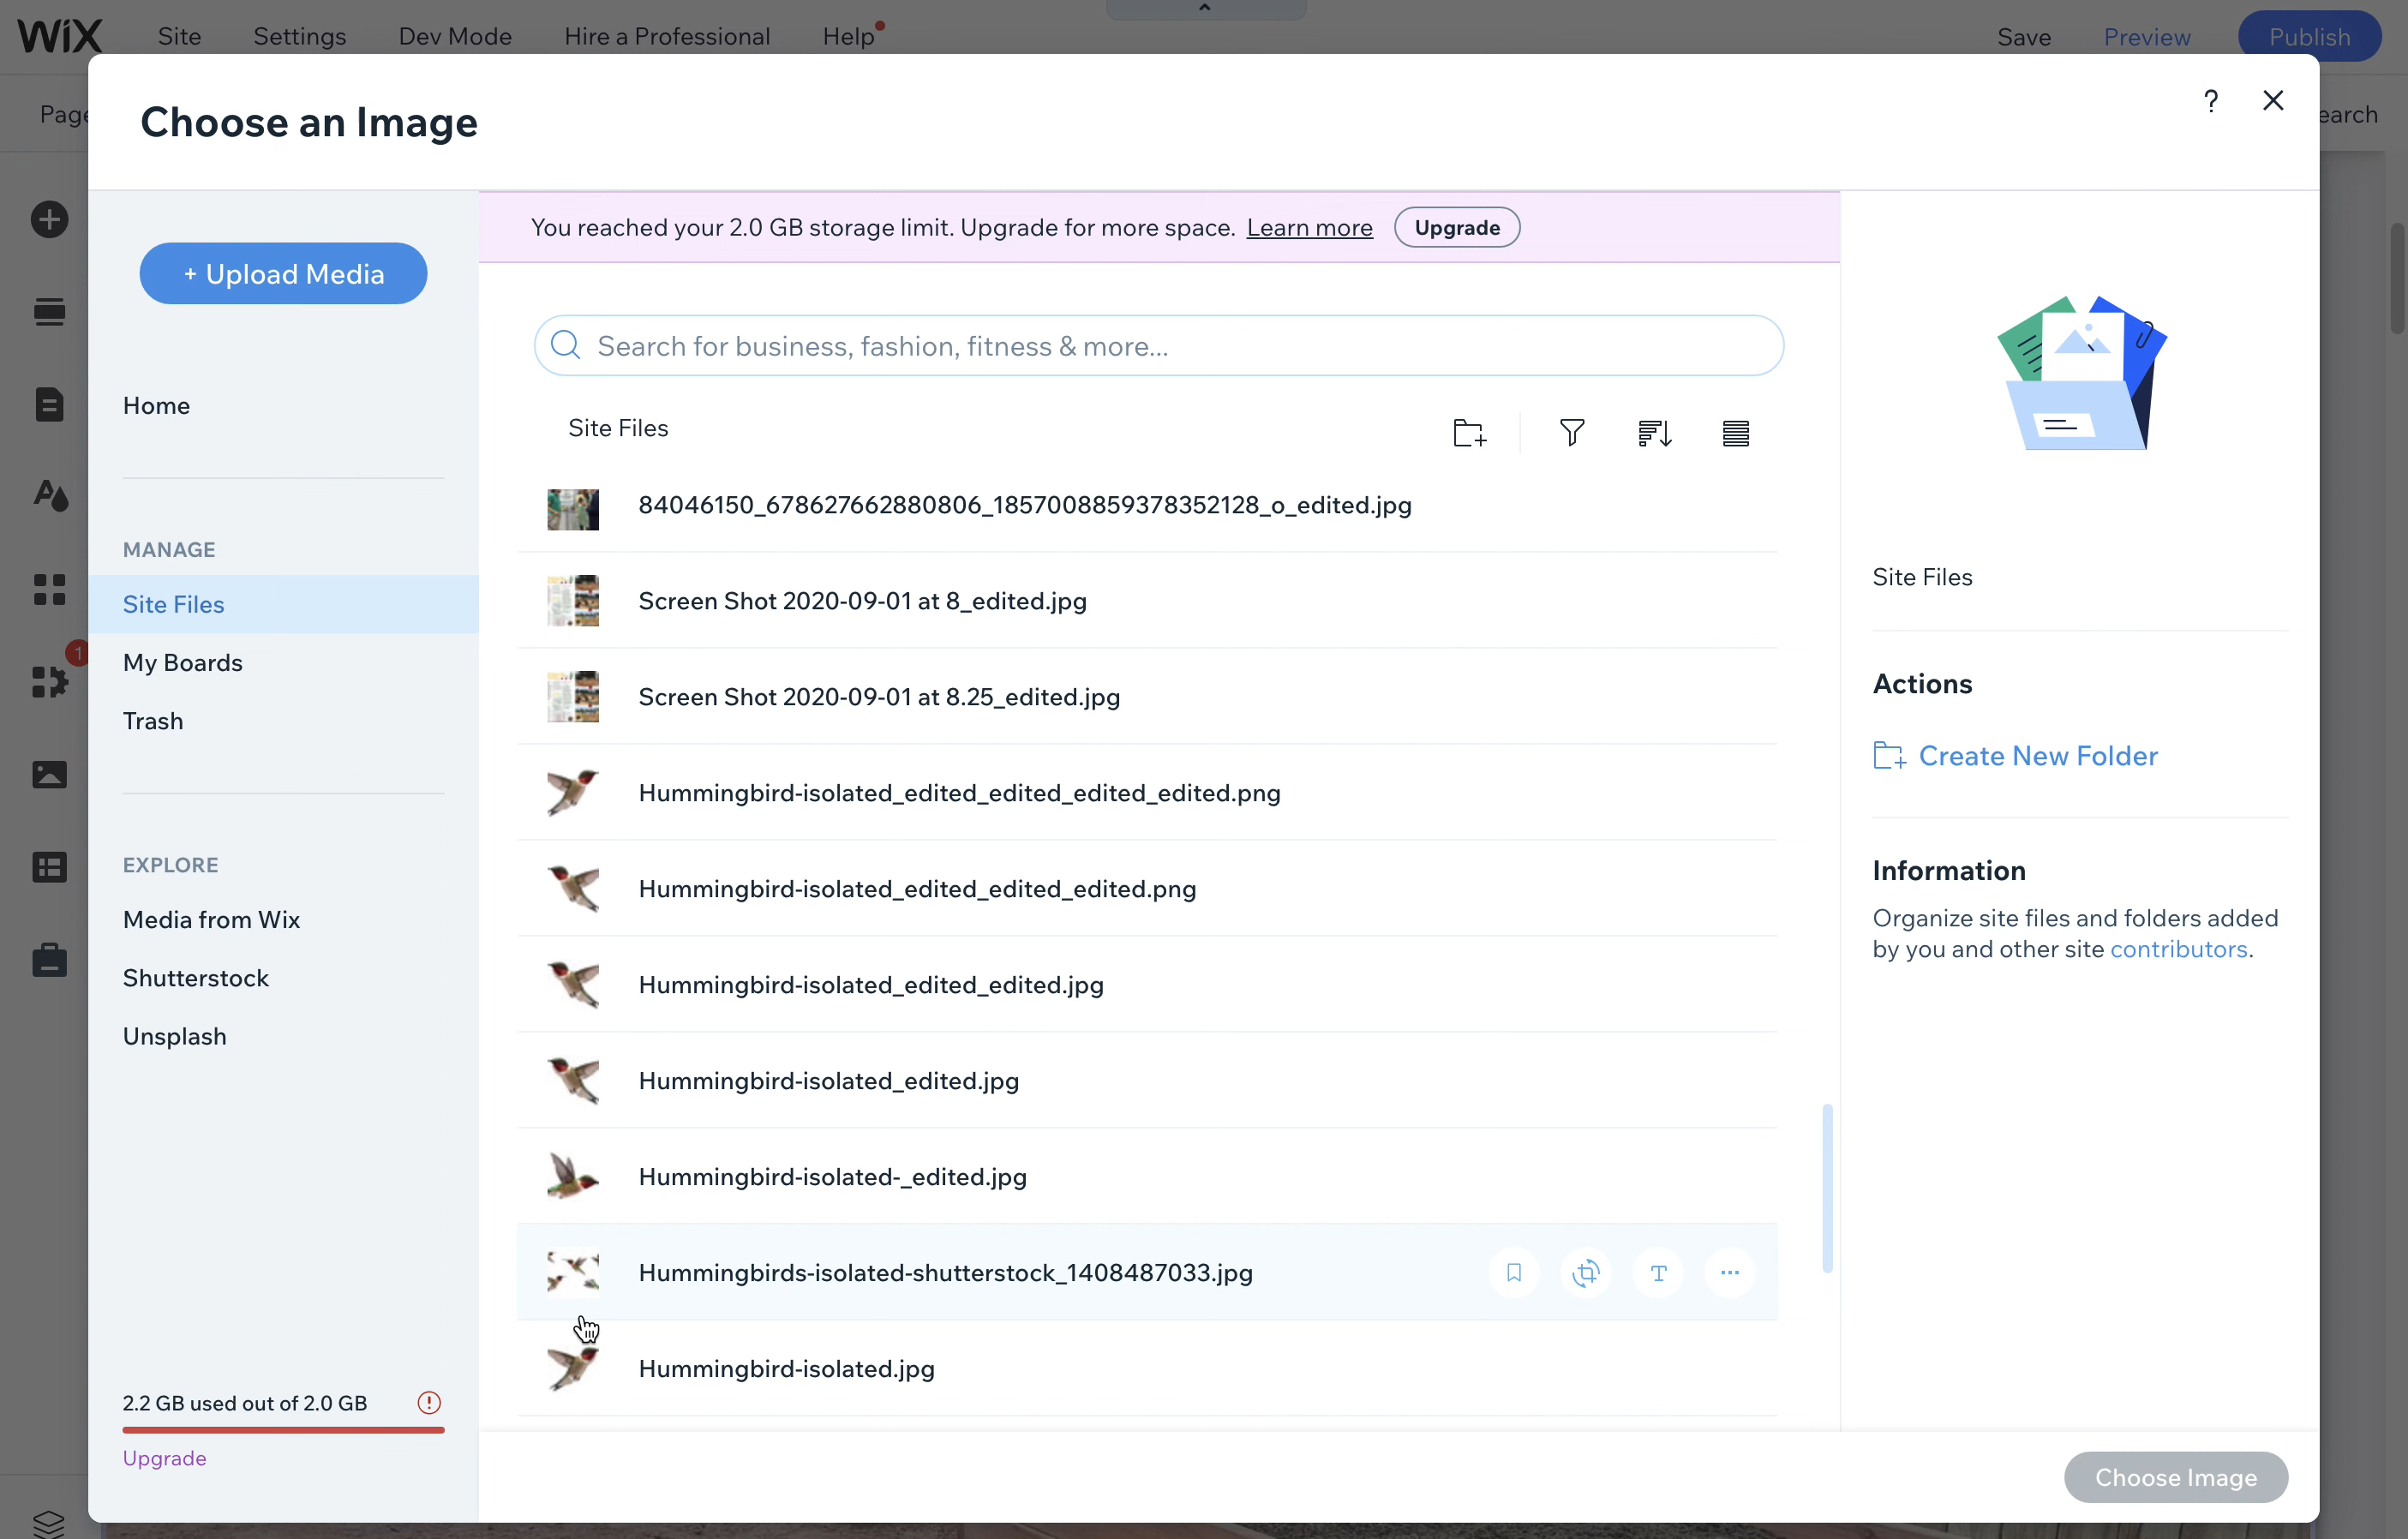 WiX Site Settings Dev Mode Hire a Professional Help Save Preview Publish
Page
earch
Choose an Image
?
You reached your 2.0 GB storage limit. Upgrade for more space. Learn more Upgrade
+ Upload Media
Search for business, fashion, fitness & more...
Home
Site Files
MANAGE
Site Files
My Boards
Trash
EXPLORE
Media from Wix
Shutterstock
Unsplash
1
2.2 GB used out of 2.0 GB
Upgrade
84046150_678627662880806_1857008859378352128_o_edited.jpg
Screen Shot 2020-09-01 at 8_edited.jpg
Screen Shot 2020-09-01 at 8.25_edited.jpg
Hummingbird-isolated_edited_edited_edited_edited.png
Hummingbird-isolated_edited_edited_edited.png
Hummingbird-isolated_edited_edited.jpg
Hummingbird-isolated_edited.jpg
Hummingbird-isolated-_edited.jpg
Hummingbirds-isolated-shutterstock_1408487033.jpg
Hummingbird-isolated.jpg
Site Files
Actions
Create New Folder
Information
Organize site files and folders added
by you and other site contributors.
Choose Image